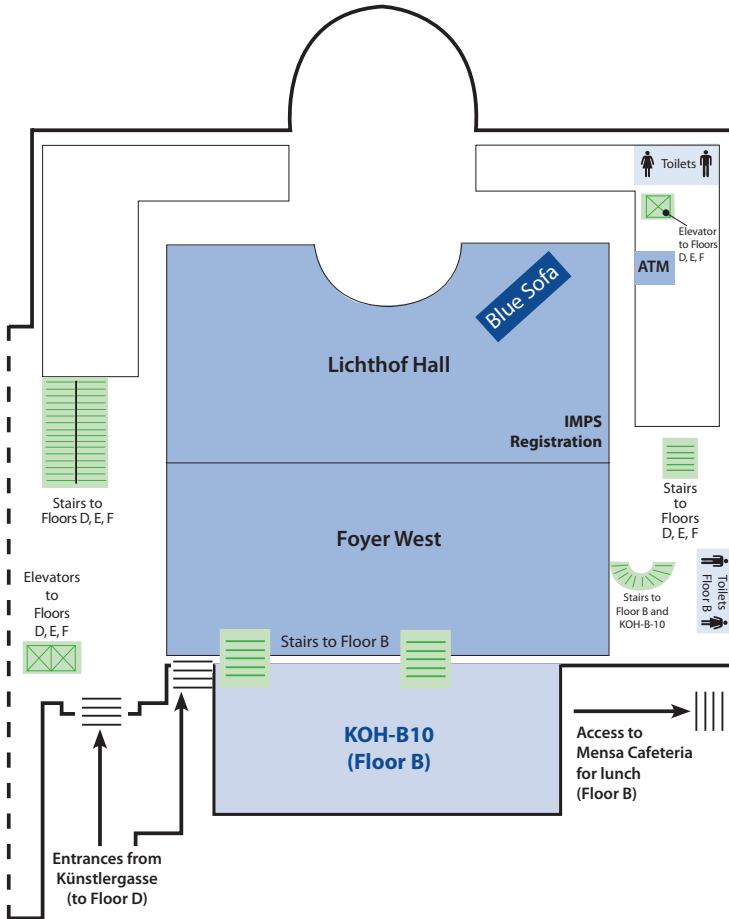 Toilets
Elevator
to Floors
D, E, F
ATM
Blue Sofa
Lichthof Hall
IMPS
Registration
Stairs to
Floors D, E, F
Stairs
to
Floors
D, E, F
Foyer West
Elevators
to
Floors
D, E, F
Stairs to
Floor B and
KOH-B-10
Toilets
Floor B
Stairs to Floor B
KOH-B10
(Floor B)
Access to
Mensa Cafeteria
for lunch
(Floor B)
Entrances from
Künstlergasse
(to Floor D)